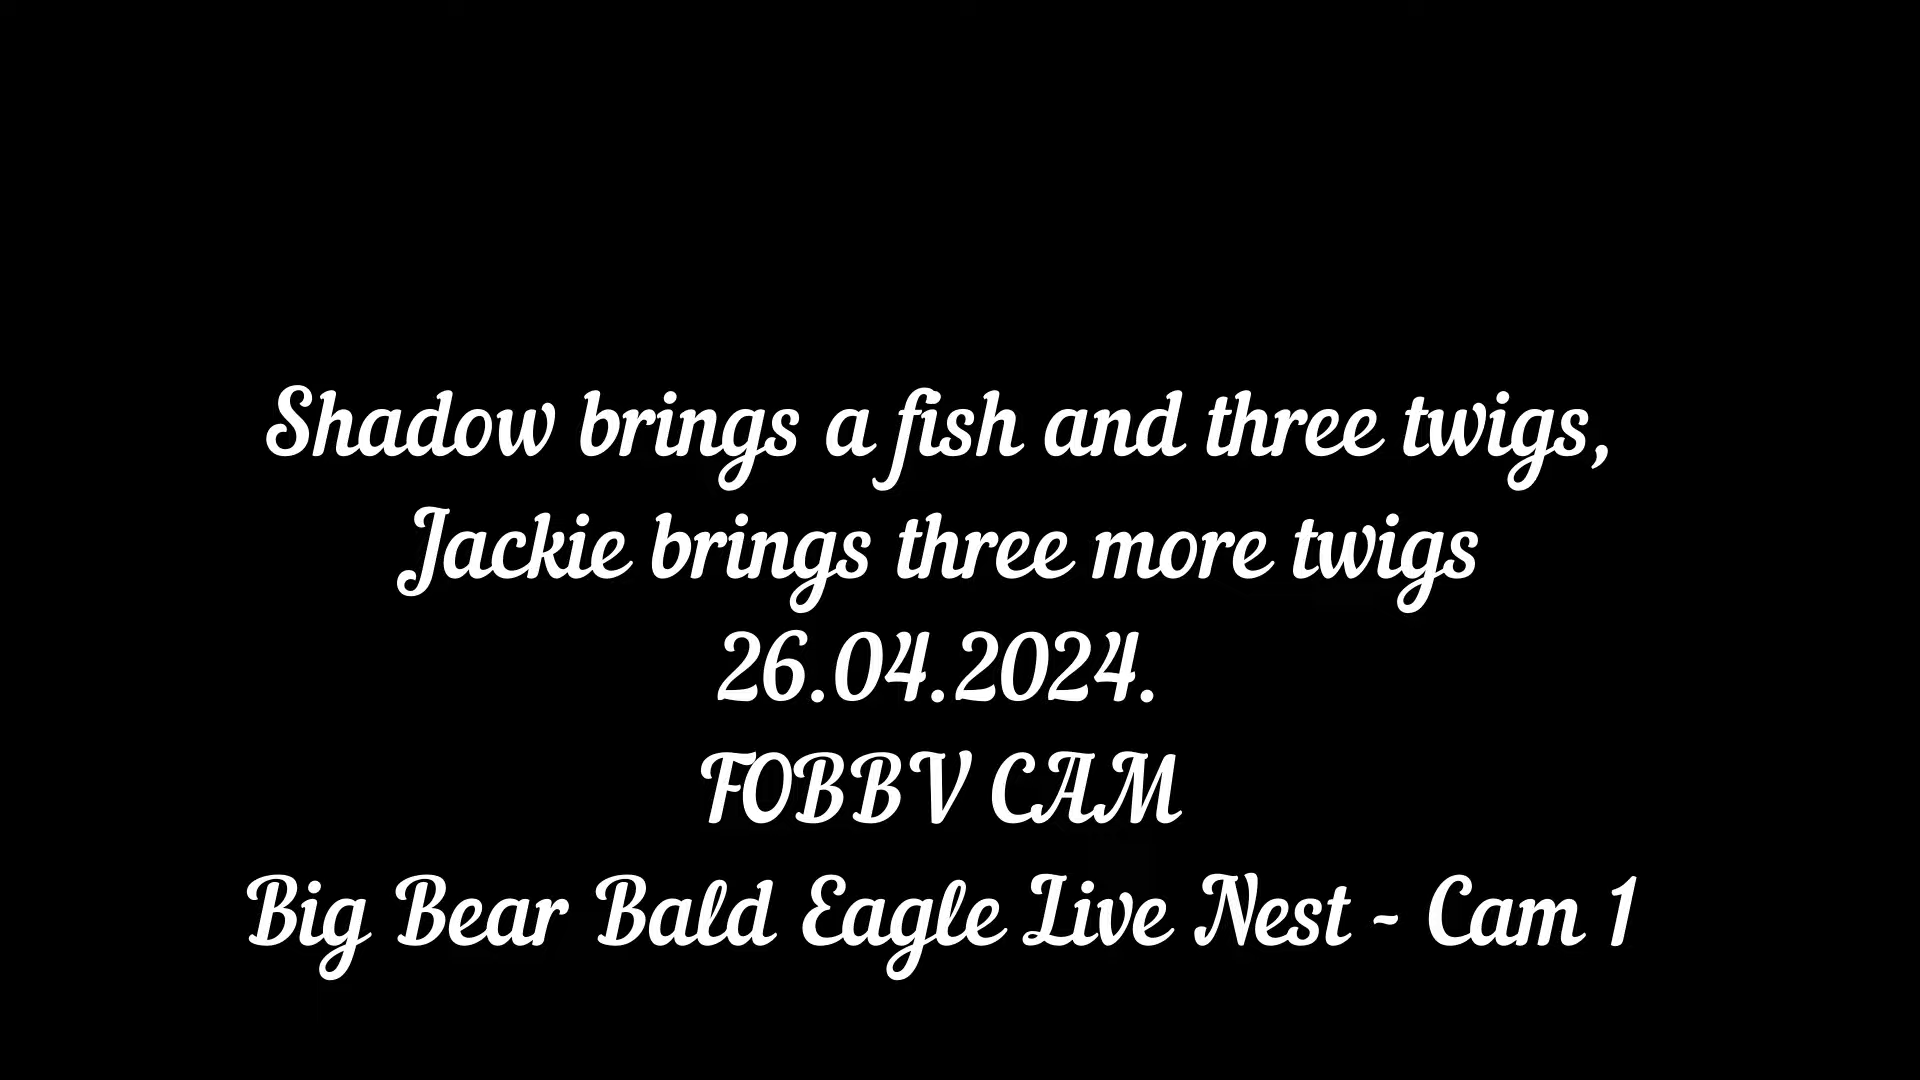 Shadow brings a fish and three twigs,
Jackie brings three more twigs
26.04.2024.
FOBBV CAM
Big Bear Bald Eagle Live Nest - Cam 1